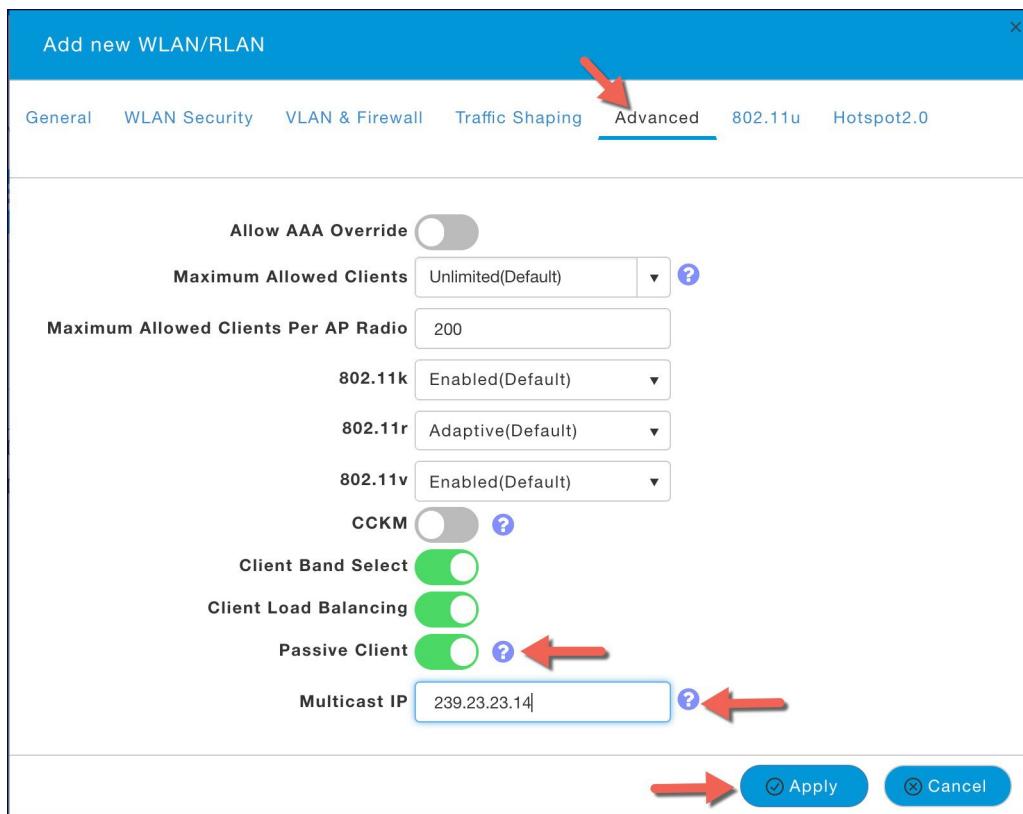 Add new WLAN/RLAN
General WLAN Security VLAN & Firewall Traffic Shaping Advanced 802.11u Hotspot2.0
Allow AAA Override
Maximum Allowed Clients Unlimited(Default) ?
Maximum Allowed Clients Per AP Radio 200
802.11k Enabled(Default)
802.11r Adaptive(Default)
802.11v Enabled(Default)
CCKM ?
Client Band Select
Client Load Balancing
Passive Client ?
Multicast IP 239.23.23.14 ?
Apply Cancel